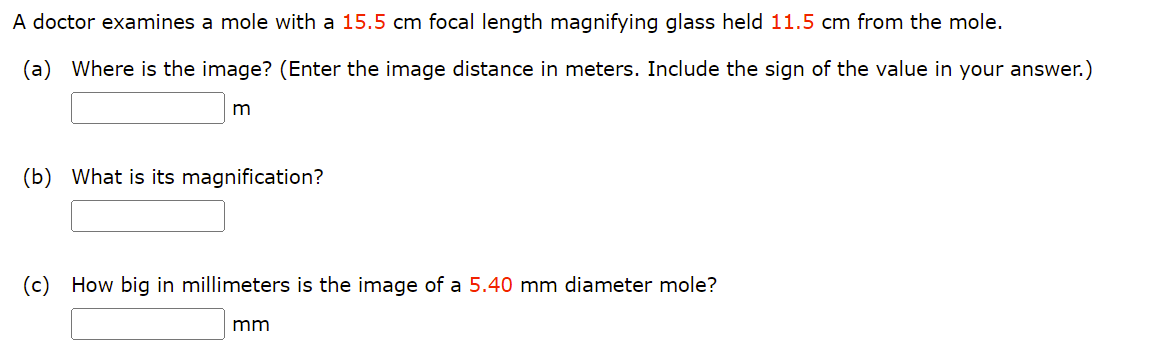 A doctor examines a mole with a 15.5 cm focal length magnifying glass held 11.5 cm from the mole.
(a) Where is the image? (Enter the image distance in meters. Include the sign of the value in your answer.)
m
(b) What is its magnification?
(c) How big in millimeters is the image of a 5.40 mm diameter mole?
mm